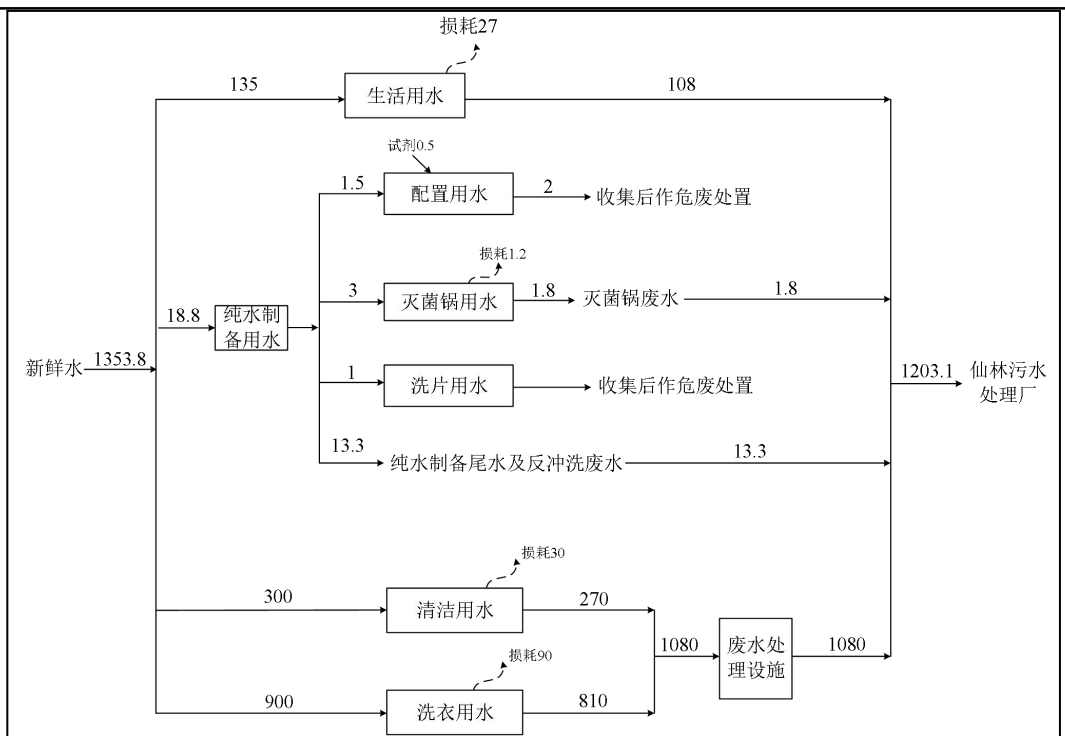 损耗27
135
生活用水
108
试剂0.5
1.5
配置用水
2
收集后作危废处置
损耗1.2
3
灭菌锅用水
1.8
灭菌锅废水
1.8
18.8
纯水制
备用水
新鲜水
1353.8
1
洗片用水
收集后作危废处置
1203.1
仙林污水
处理厂
13.3
纯水制备尾水及反冲洗废水
13.3
损耗30
300
清洁用水
270
1080
废水处
理设施
1080
损耗90
900
洗衣用水
810